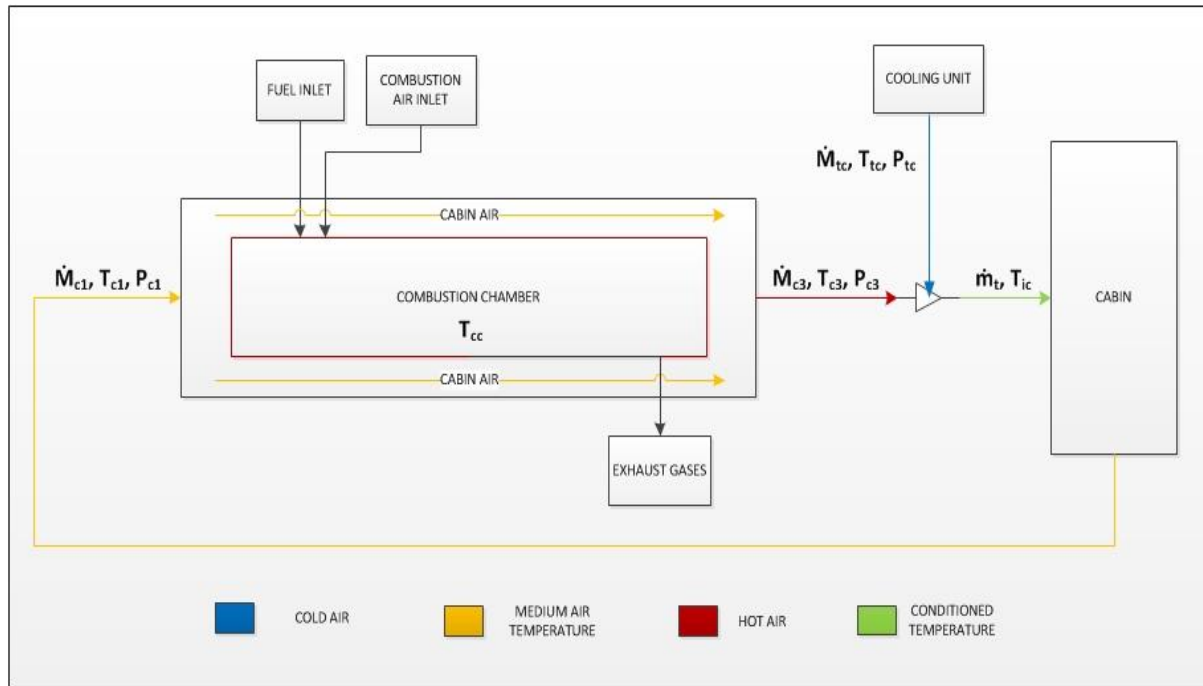 FUEL INLET
COMBUSTION
AIR INLET
COOLING UNIT
Ṁtc, Ttc, Ptc
CABIN AIR
Ṁc1, Tc1, Pc1
COMBUSTION CHAMBER
Tcc
Ṁc3, Tc3, Pc3
ṁt, Tic
CABIN
CABIN AIR
EXHAUST GASES
COLD AIR
MEDIUM AIR
TEMPERATURE
HOT AIR
CONDITIONED
TEMPERATURE